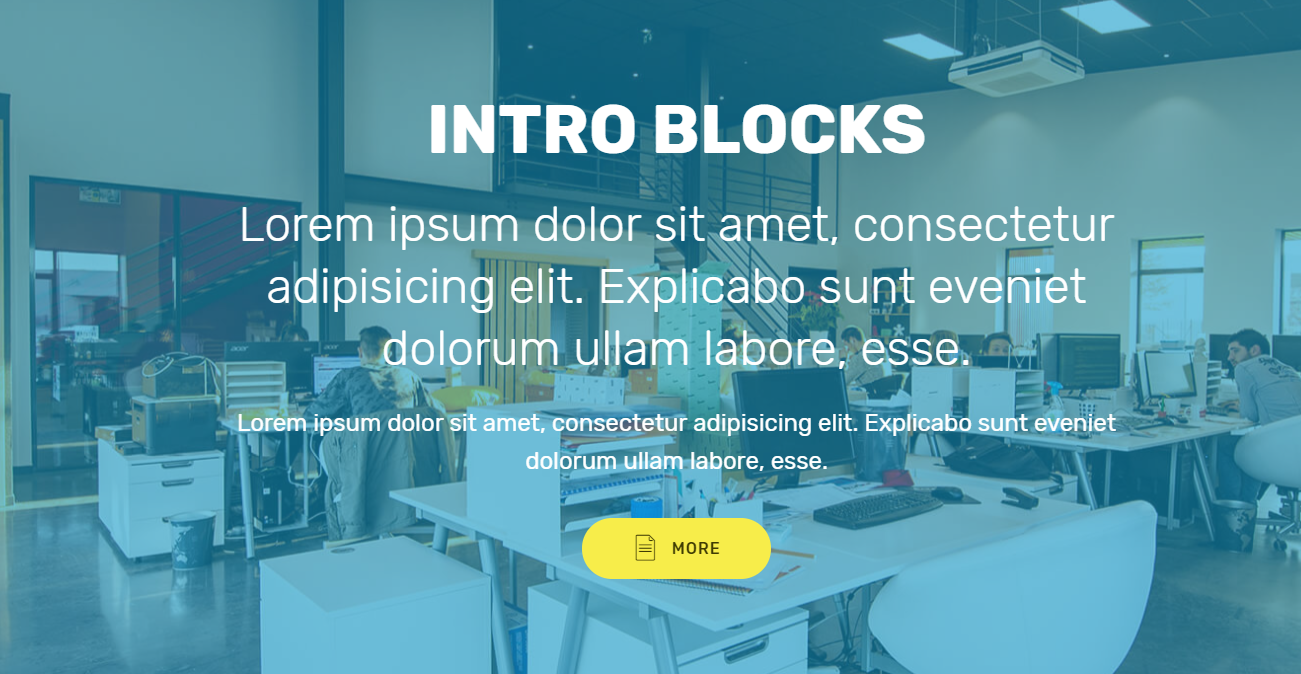 INTRO BLOCKS
Lorem ipsum dolor sit amet, consectetur
adipisicing elit. Explicabo sunt eveniet
dolorum ullam labore, esse.
Lorem ipsum dolor sit amet, consectetur adipisicing elit. Explicabo sunt eveniet
dolorum ullam labore, esse.
MORE